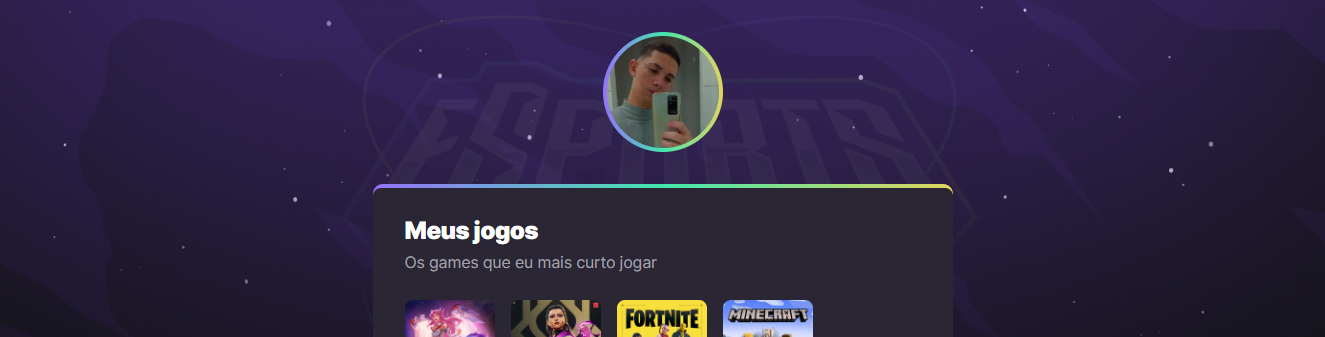 ESPORTS
Meus jogos
Os games que eu mais curto jogar
FORTNITE
MINECRAFT